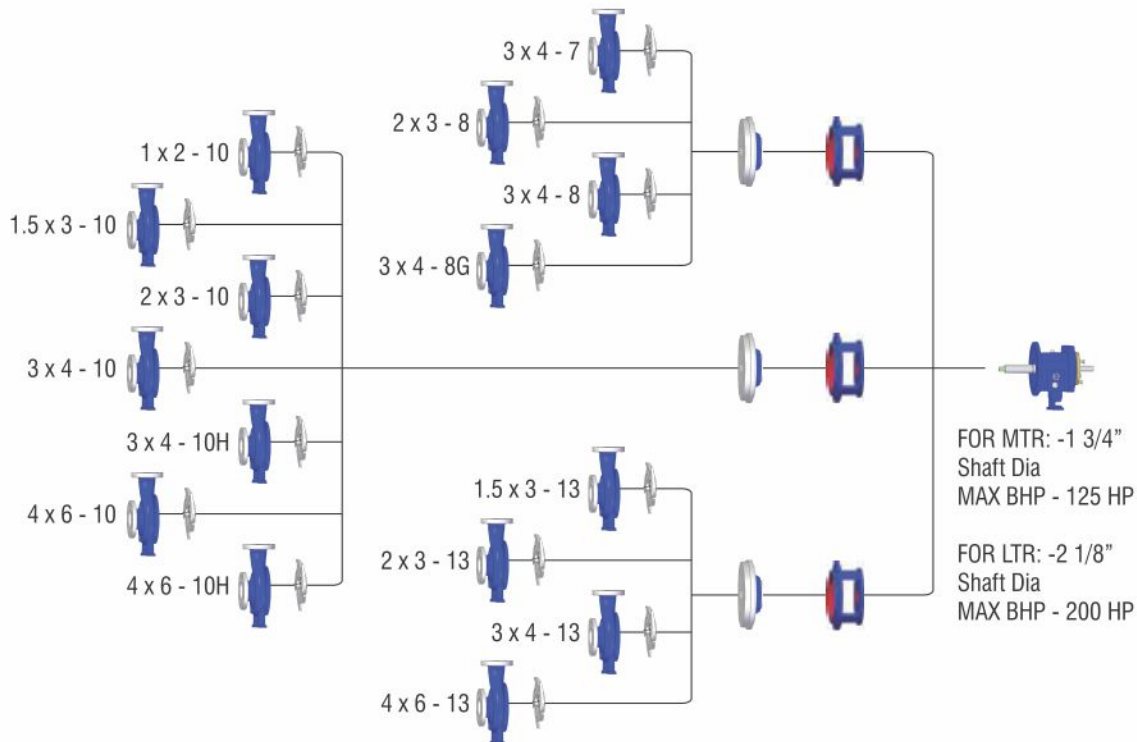 3 x 4 - 7
2 x 3 - 8
3 x 4 - 8
3 x 4 - 8G
1 x 2 - 10
1.5 x 3 - 10
2 x 3 - 10
3 x 4 - 10
3 x 4 - 10H
4 x 6 - 10
4 x 6 - 10H
1.5 x 3 - 13
2 x 3 - 13
3 x 4 - 13
4 x 6 - 13
FOR MTR: -1 3/4”
Shaft Dia
MAX BHP - 125 HP
FOR LTR: -2 1/8”
Shaft Dia
MAX BHP - 200 HP